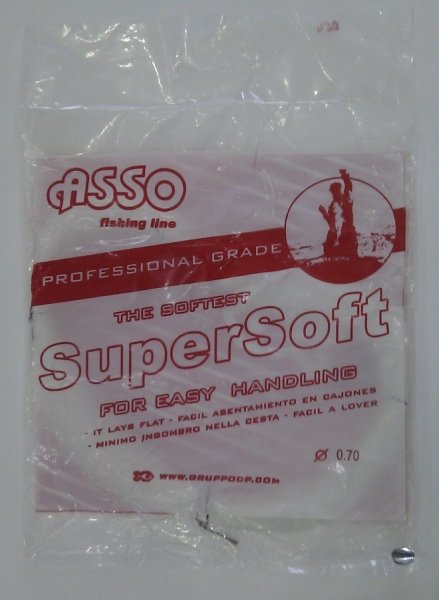 ASSO
fishing line
PROFESSIONAL GRADE
THE SOFTEST
SuperSoft
FOR EASY HANDLING
- IT LAYS FLAT - FACIL ASENTAMIENTO EN CAJONES
- MINIMO INGOMBRO NELLA CESTA - FACIL A LOVER
Ø 0.70
WWW.GRUPPODP.COM